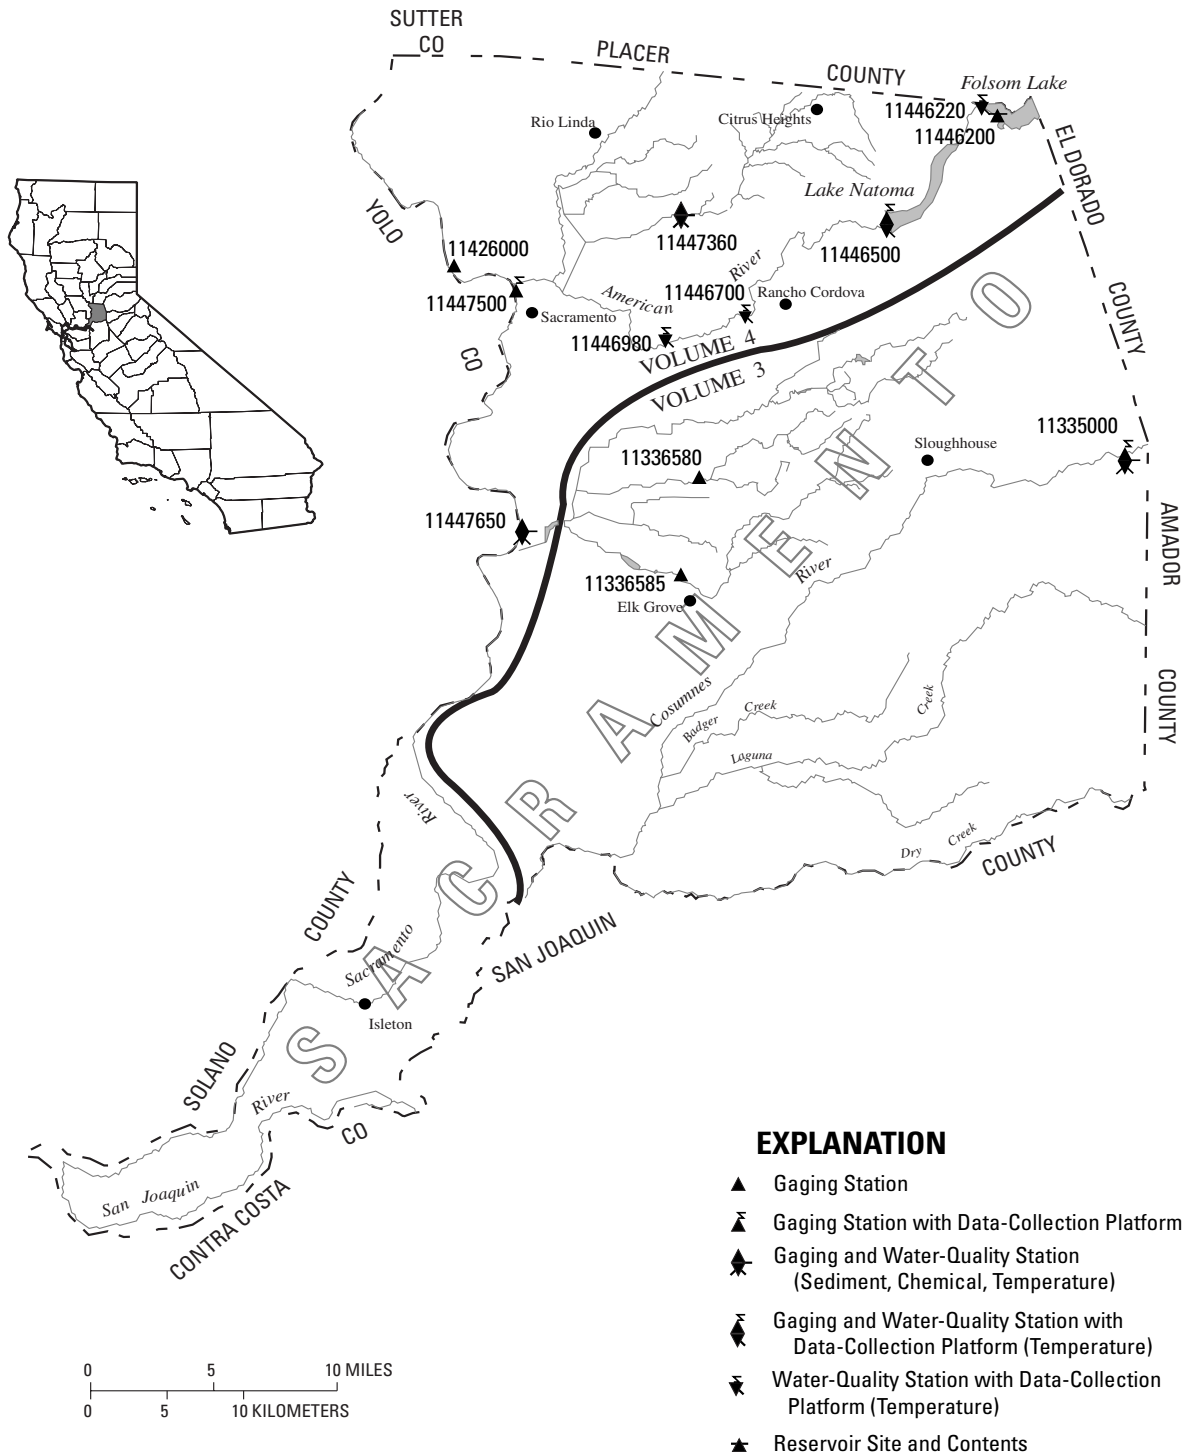 SUTTER
CO
PLACER
COUNTY
Folsom Lake
11446220
11446200
Citrus Heights
Rio Linda
EL DORADO
Lake Natoma
YOLO
11447360
11446500
11426000
River
11447500
American
11446700
Rancho Cordova
Sacramento
COUNTY
CO
11446980
VOLUME 4
VOLUME 3
11335000
Sloughhouse
11336580
11447650
AMADOR
River
11336585
Elk Grove
Cosumnes
COUNTY
Badger
Creek
Creek
Laguna
River
Dry
Creek
COUNTY
COUNTY
SACRAMENTO
Sacramento
SAN JOAQUIN
Isleton
SOLANO
River
CO
San Joaquin
CONTRA COSTA
EXPLANATION
Gaging Station
Gaging Station with Data-Collection Platform
Gaging and Water-Quality Station
(Sediment, Chemical, Temperature)
Gaging and Water-Quality Station with
Data-Collection Platform (Temperature)
Water-Quality Station with Data-Collection
Platform (Temperature)
Reservoir Site and Contents
0 5 10 MILES
0 5 10 KILOMETERS